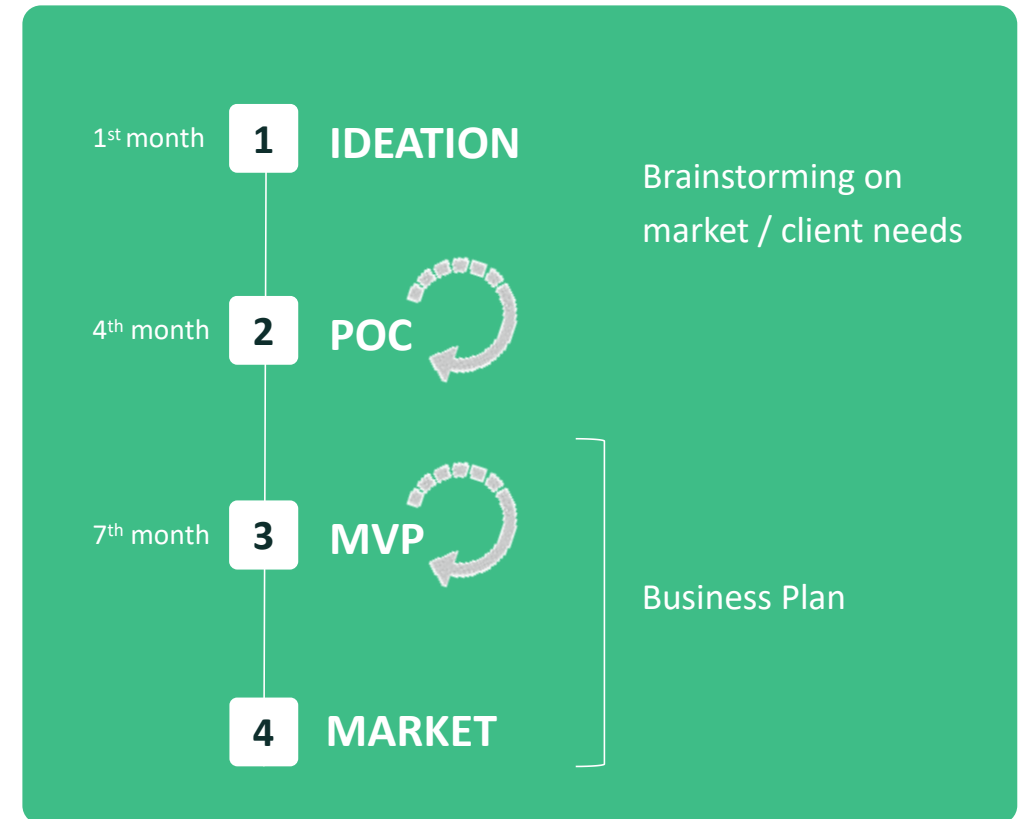 1st month 1 IDEATION
Brainstorming on
market / client needs
4th month 2 POC
7th month 3 MVP
Business Plan
4 MARKET